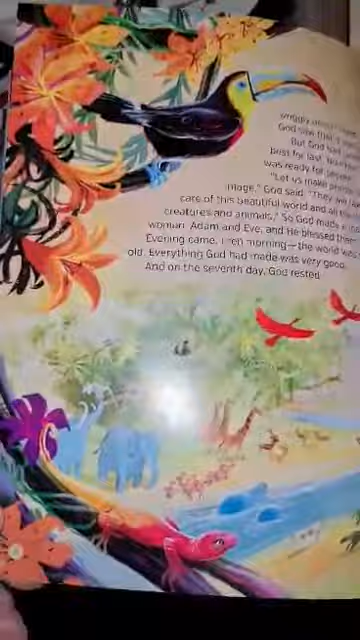 God saw that it
But God
best for last.
was ready for
"Let us make
image," God said. "They will
care of this beautiful world and all
creatures and animals." So God made
woman, Adam and Eve, and He blessed them.
Evening came, then morning—the world was
old. Everything God had made was very good.
And on the seventh day, God rested.